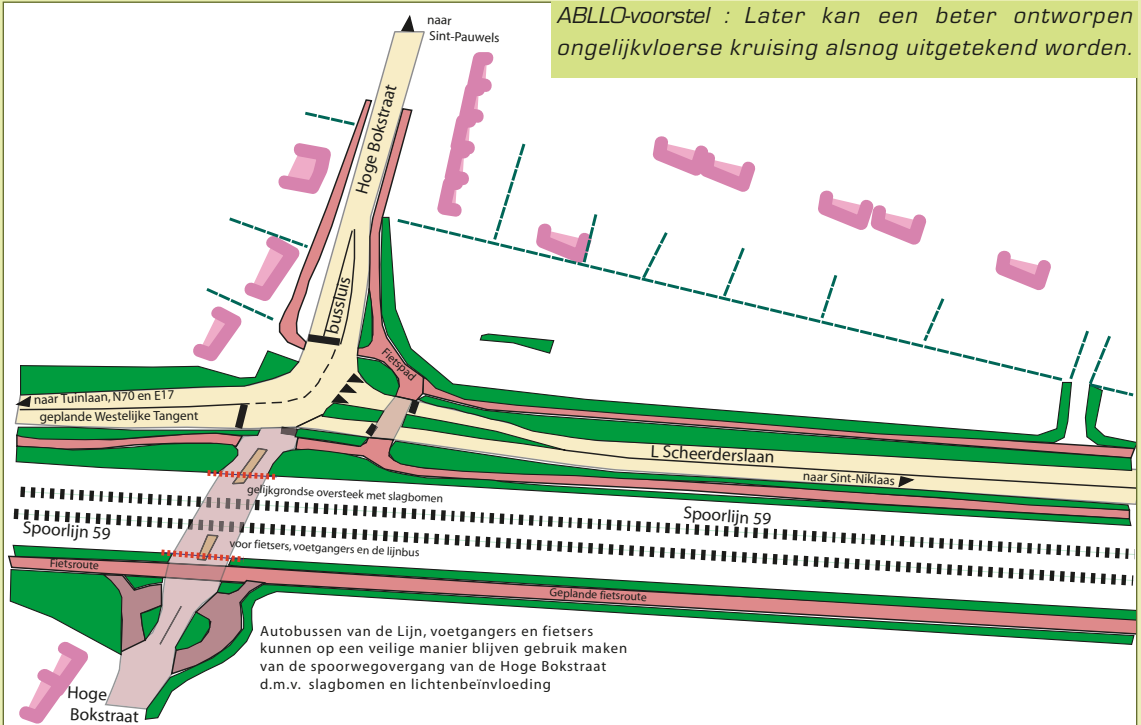 ABLLO-voorstel : Later kan een beter ontworpen
ongelijkvloerse kruising alsnog uitgetekend worden.
naar
Sint-Pauwels
Hoge Bokstraat
bussluis
Fietspad
naar Tuinlaan, N70 en E17
geplande Westelijke Tangent
L Scheerderslaan
naar Sint-Niklaas
gelijkgrondse oversteek met slagbomen
Spoorlijn 59
Spoorlijn 59
voor fietsers, voetgangers en de lijnbus
Fietsroute
Geplande fietsroute
Autobussen van de Lijn, voetgangers en fietsers
kunnen op een veilige manier blijven gebruik maken
van de spoorwegovergang van de Hoge Bokstraat
d.m.v. slagbomen en lichtenbeïnvloeding
Hoge
Bokstraat